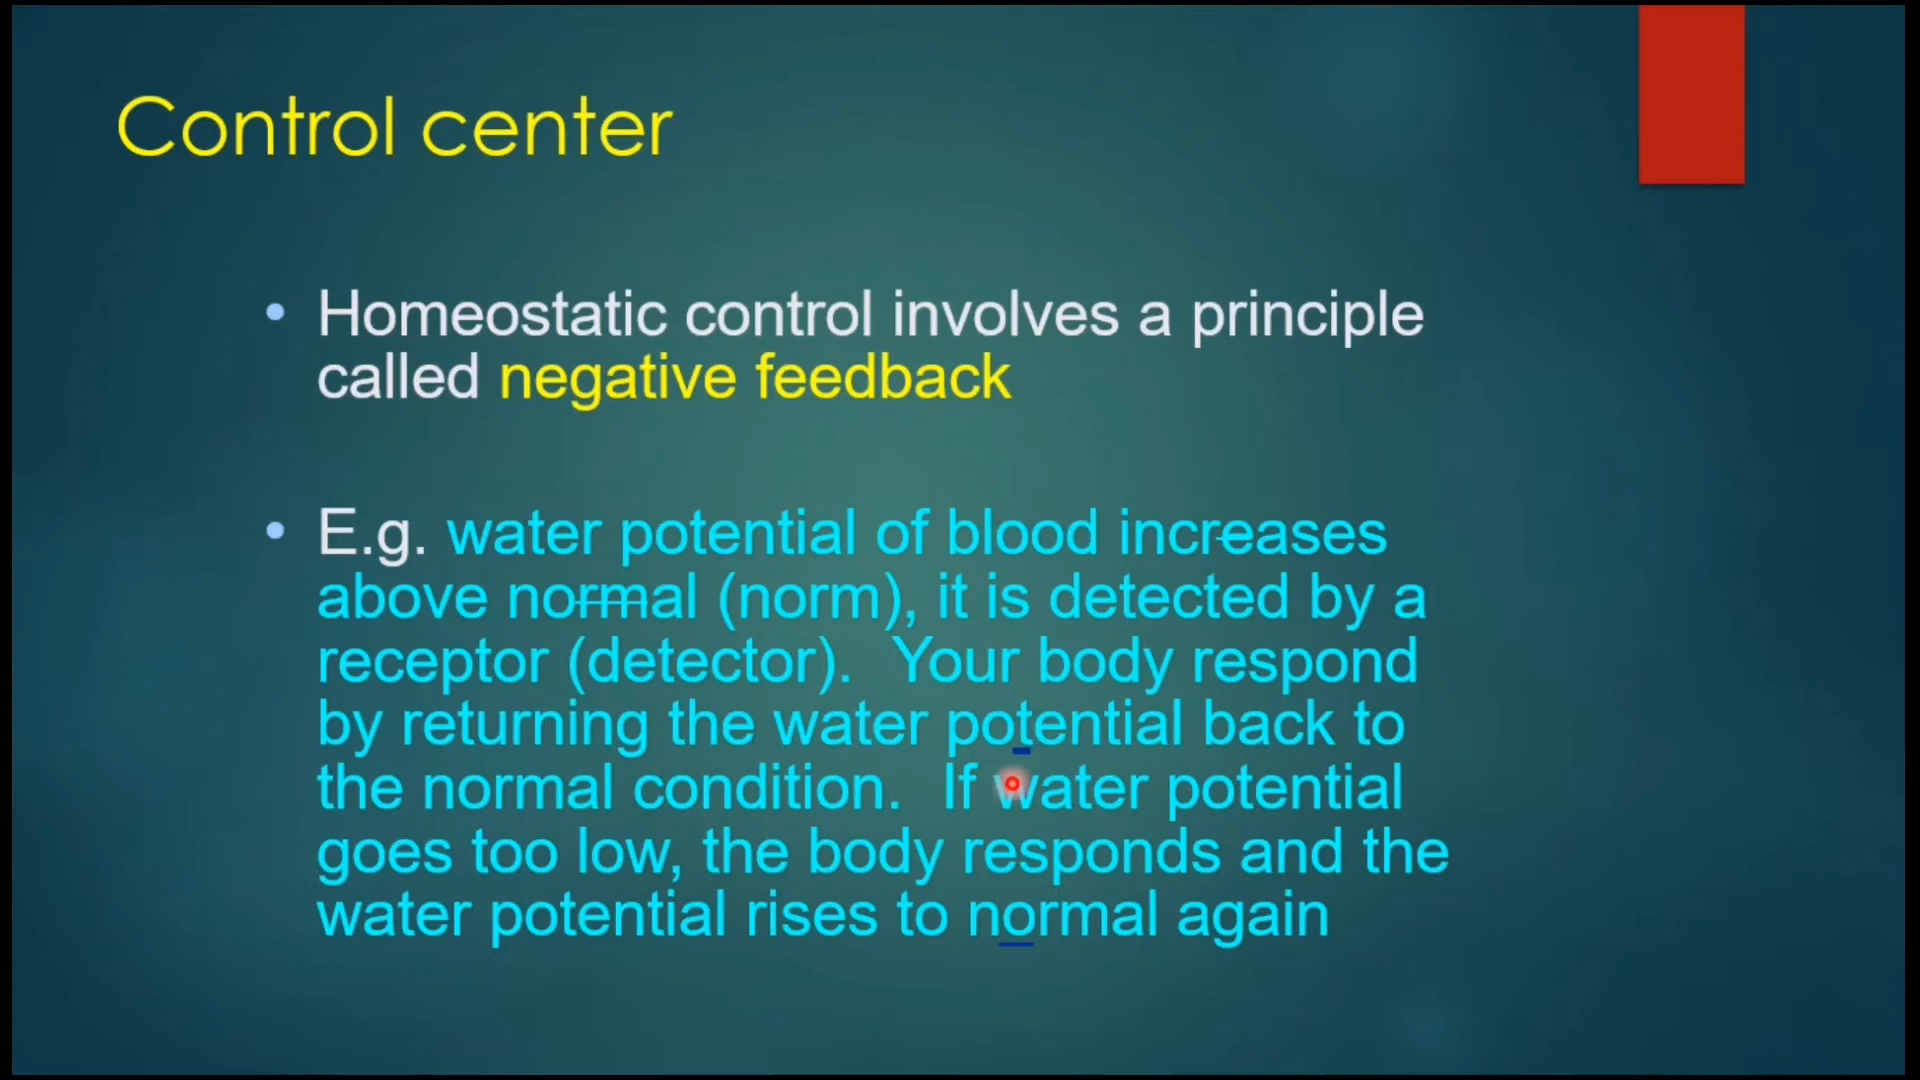 Control center
• Homeostatic control involves a principle
called negative feedback
• E.g. water potential of blood increases
above normal (norm), it is detected by a
receptor (detector). Your body respond
by returning the water potential back to
the normal condition. If water potential
goes too low, the body responds and the
water potential rises to normal again